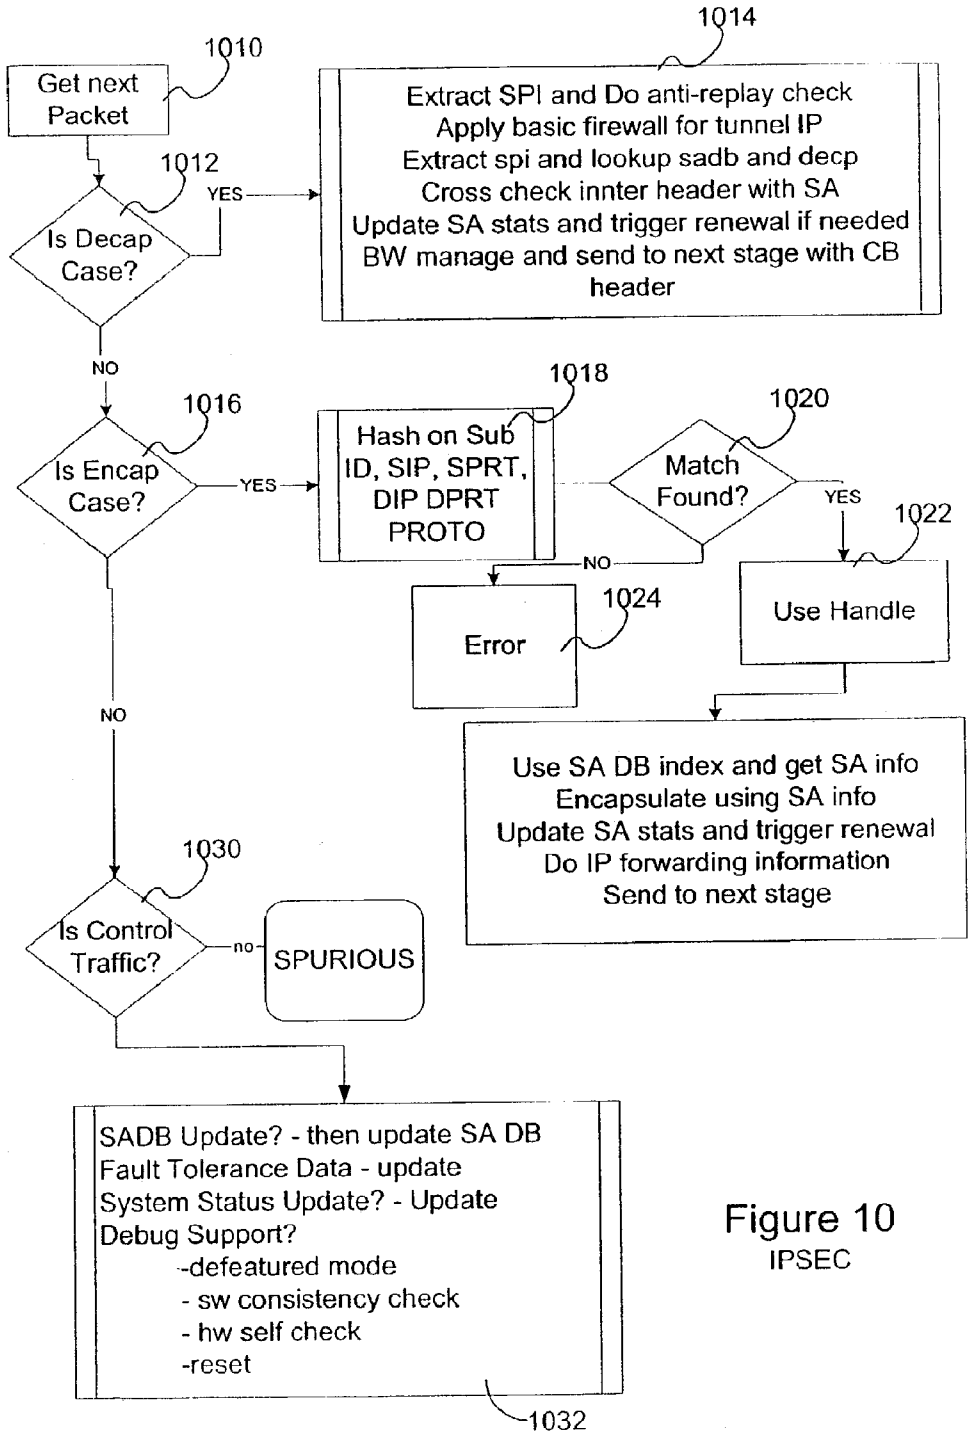 1014
1010
Get next
Packet
Extract SPI and Do anti-replay check
Apply basic firewall for tunnel IP
Extract spi and lookup sadb and decp
Cross check innter header with SA
Update SA stats and trigger renewal if needed
BW manage and send to next stage with CB
header
1012
YES
Is Decap
Case?
NO
1016
Is Encap
Case?
YES
1018
Hash on Sub
ID, SIP, SPRT,
DIP DPRT
PROTO
1020
Match
Found?
YES
1022
Use Handle
NO
1024
Error
Use SA DB index and get SA info
Encapsulate using SA info
Update SA stats and trigger renewal
Do IP forwarding information
Send to next stage
NO
1030
Is Control
Traffic?
no
SPURIOUS
SADB Update? - then update SA DB
Fault Tolerance Data - update
System Status Update? - Update
Debug Support?
-defeatured mode
- sw consistency check
- hw self check
-reset
1032
Figure 10
IPSEC